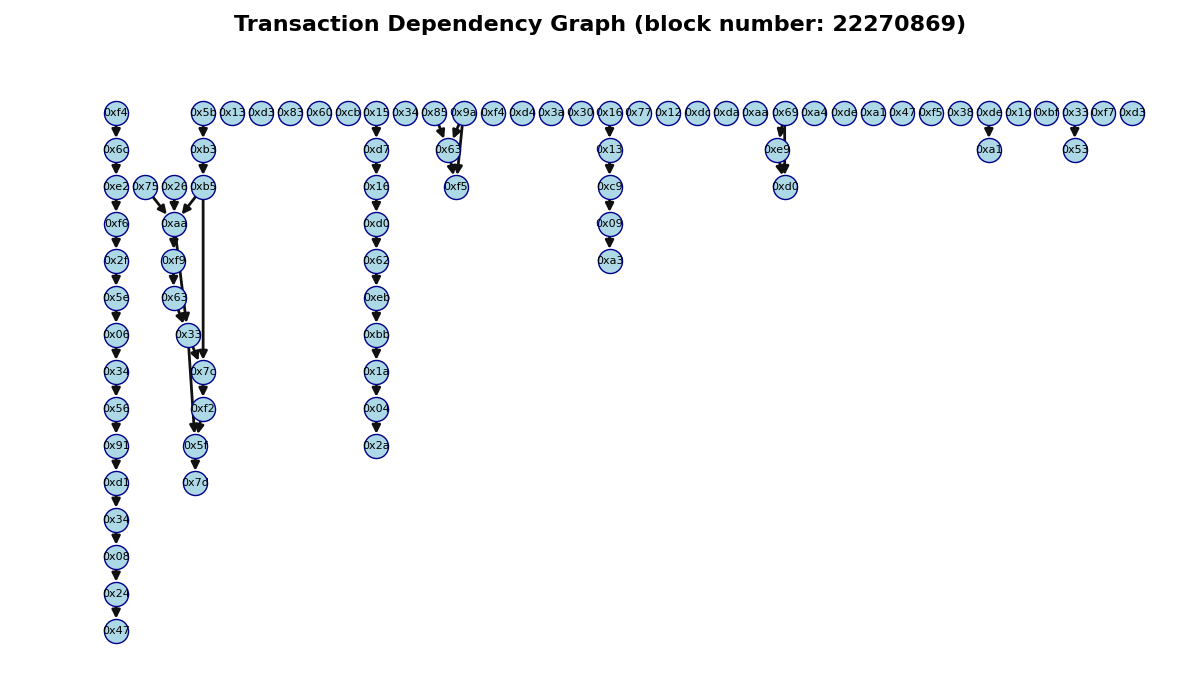 Transaction Dependency Graph (block number: 22270869)
0xf4 0x5b 0x13 0xd3 0x83 0x60 0xcb 0x15 0x34 0x85 0x9a 0xf4 0xd4 0x3a 0x30 0x16 0x77 0x12 0xdc 0xda 0xaa 0x69 0xa4 0xde 0xa1 0x47 0xf5 0x38 0xde 0x1d 0xbf 0x33 0xf7 0xd3
0x6c 0xb3 0xd7 0x63 0x13 0xe9 0xa1 0x53
0xe2 0x75 0x26 0xb5 0x16 0xf5 0xc9 0xd0
0xf6 0xaa 0xd0 0x09
0x2f 0xf9 0x62 0xa3
0x5e 0x63 0xeb
0x06 0x33 0xbb
0x34 0x7c 0x1a
0x56 0xf2 0x04
0x91 0x5f 0x2a
0xd1 0x7d
0x34
0x08
0x24
0x47